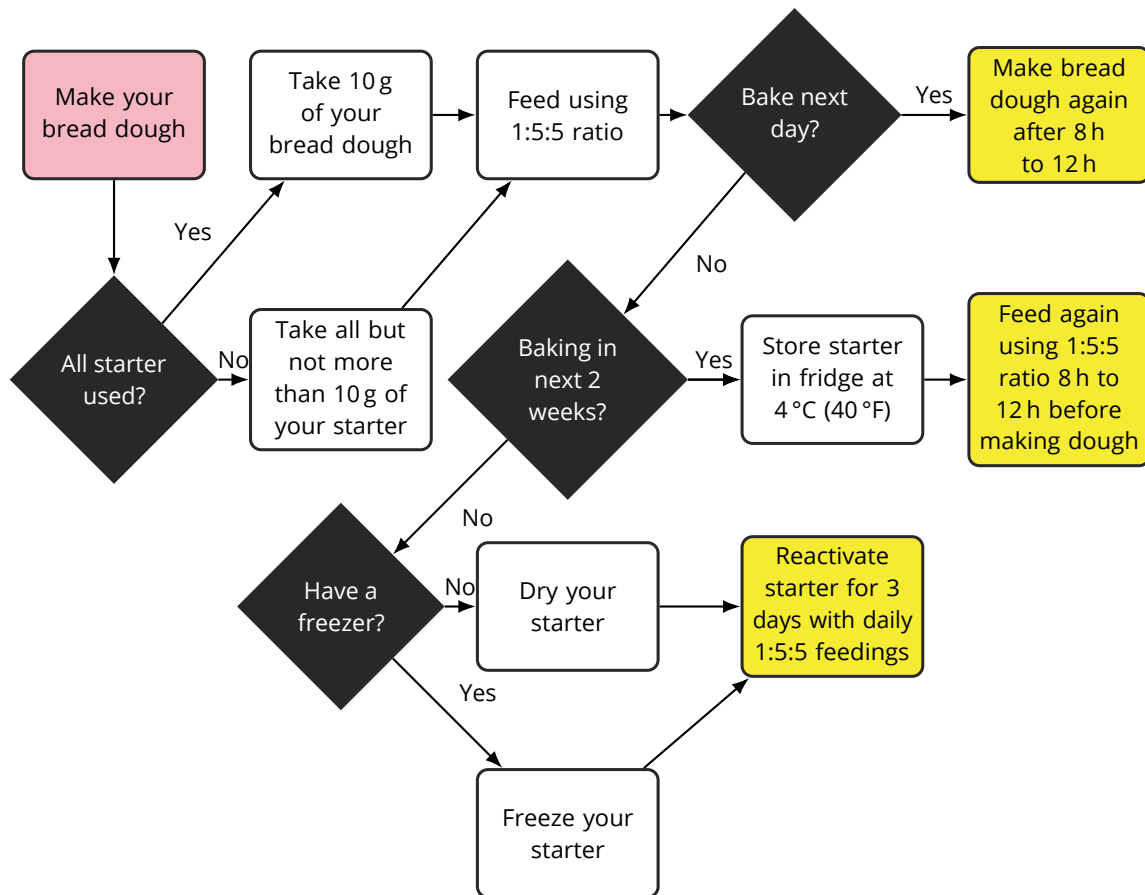 Make your
bread dough
Take 10 g
of your
bread dough
Feed using
1:5:5 ratio
Bake next
day?
Yes
Make bread
dough again
after 8 h
to 12 h
Yes
No
All starter
used?
No
Take all but
not more
than 10 g of
your starter
Baking in
next 2
weeks?
Yes
Store starter
in fridge at
4 °C (40 °F)
Feed again
using 1:5:5
ratio 8 h to
12 h before
making dough
No
Have a
freezer?
No
Dry your
starter
Reactivate
starter for 3
days with daily
1:5:5 feedings
Yes
Freeze your
starter